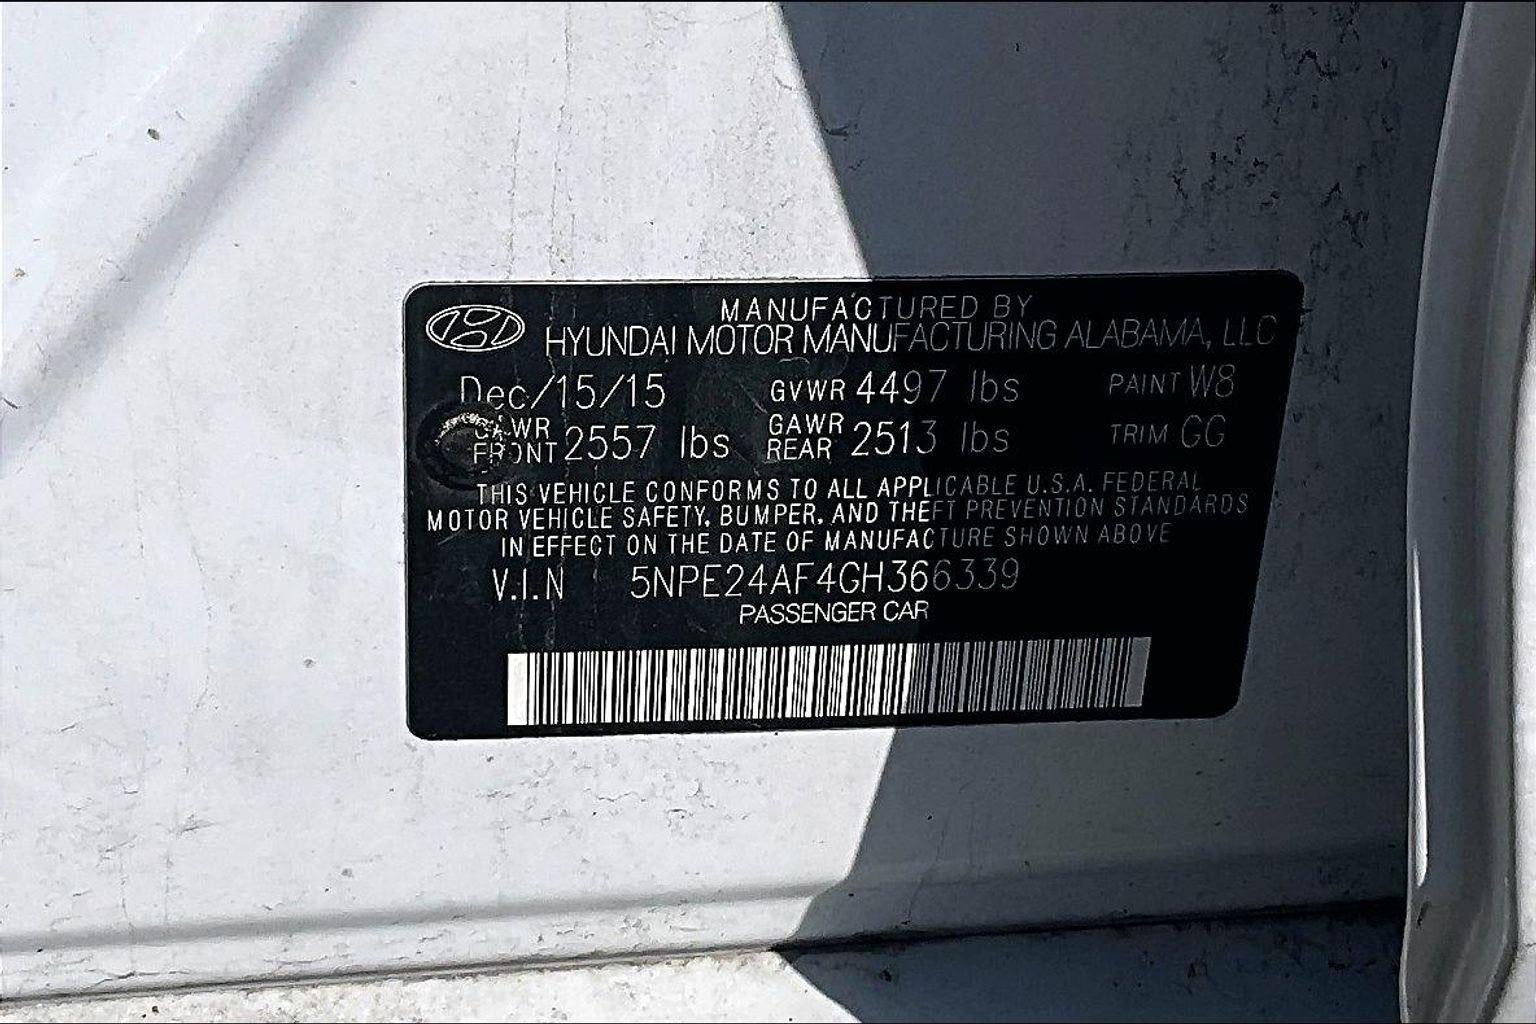 MANUFACTURED BY
HYUNDAI MOTOR MANUFACTURING ALABAMA, LLC
Dec/15/15 GVWR 4497 lbs PAINT W8
GAWR FRONT 2557 lbs GAWR REAR 2513 lbs TRIM GG
THIS VEHICLE CONFORMS TO ALL APPLICABLE U.S.A. FEDERAL
MOTOR VEHICLE SAFETY, BUMPER, AND THEFT PREVENTION STANDARDS
IN EFFECT ON THE DATE OF MANUFACTURE SHOWN ABOVE
V.I.N 5NPE24AF4GH366339
PASSENGER CAR